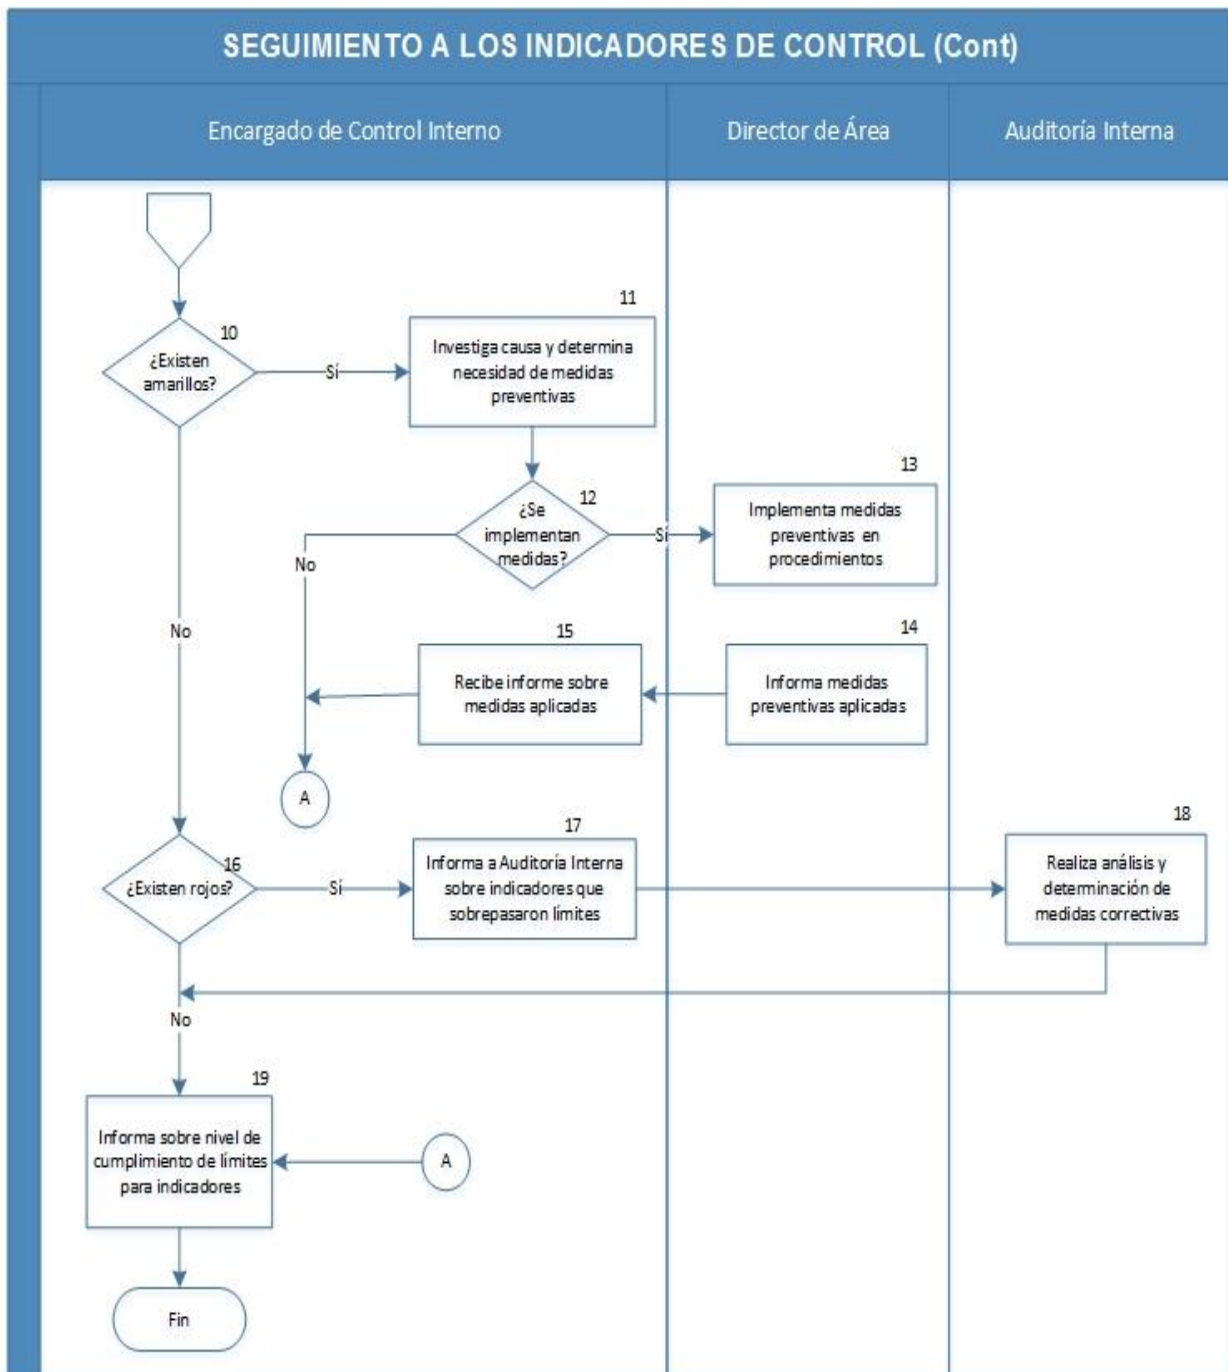 SEGUIMIENTO A LOS INDICADORES DE CONTROL (Cont)
Encargado de Control Interno
Director de Área
Auditoría Interna
10
¿Existen
amarillos?
Sí
11
Investiga causa y determina
necesidad de medidas
preventivas
12
¿Se
implementan
medidas?
Sí
13
Implementa medidas
preventivas en
procedimientos
No
No
15
Recibe informe sobre
medidas aplicadas
14
Informa medidas
preventivas aplicadas
A
16
¿Existen rojos?
Sí
17
Informa a Auditoría Interna
sobre indicadores que
sobrepasaron límites
18
Realiza análisis y
determinación de
medidas correctivas
No
19
Informa sobre nivel de
cumplimiento de límites
para indicadores
A
Fin